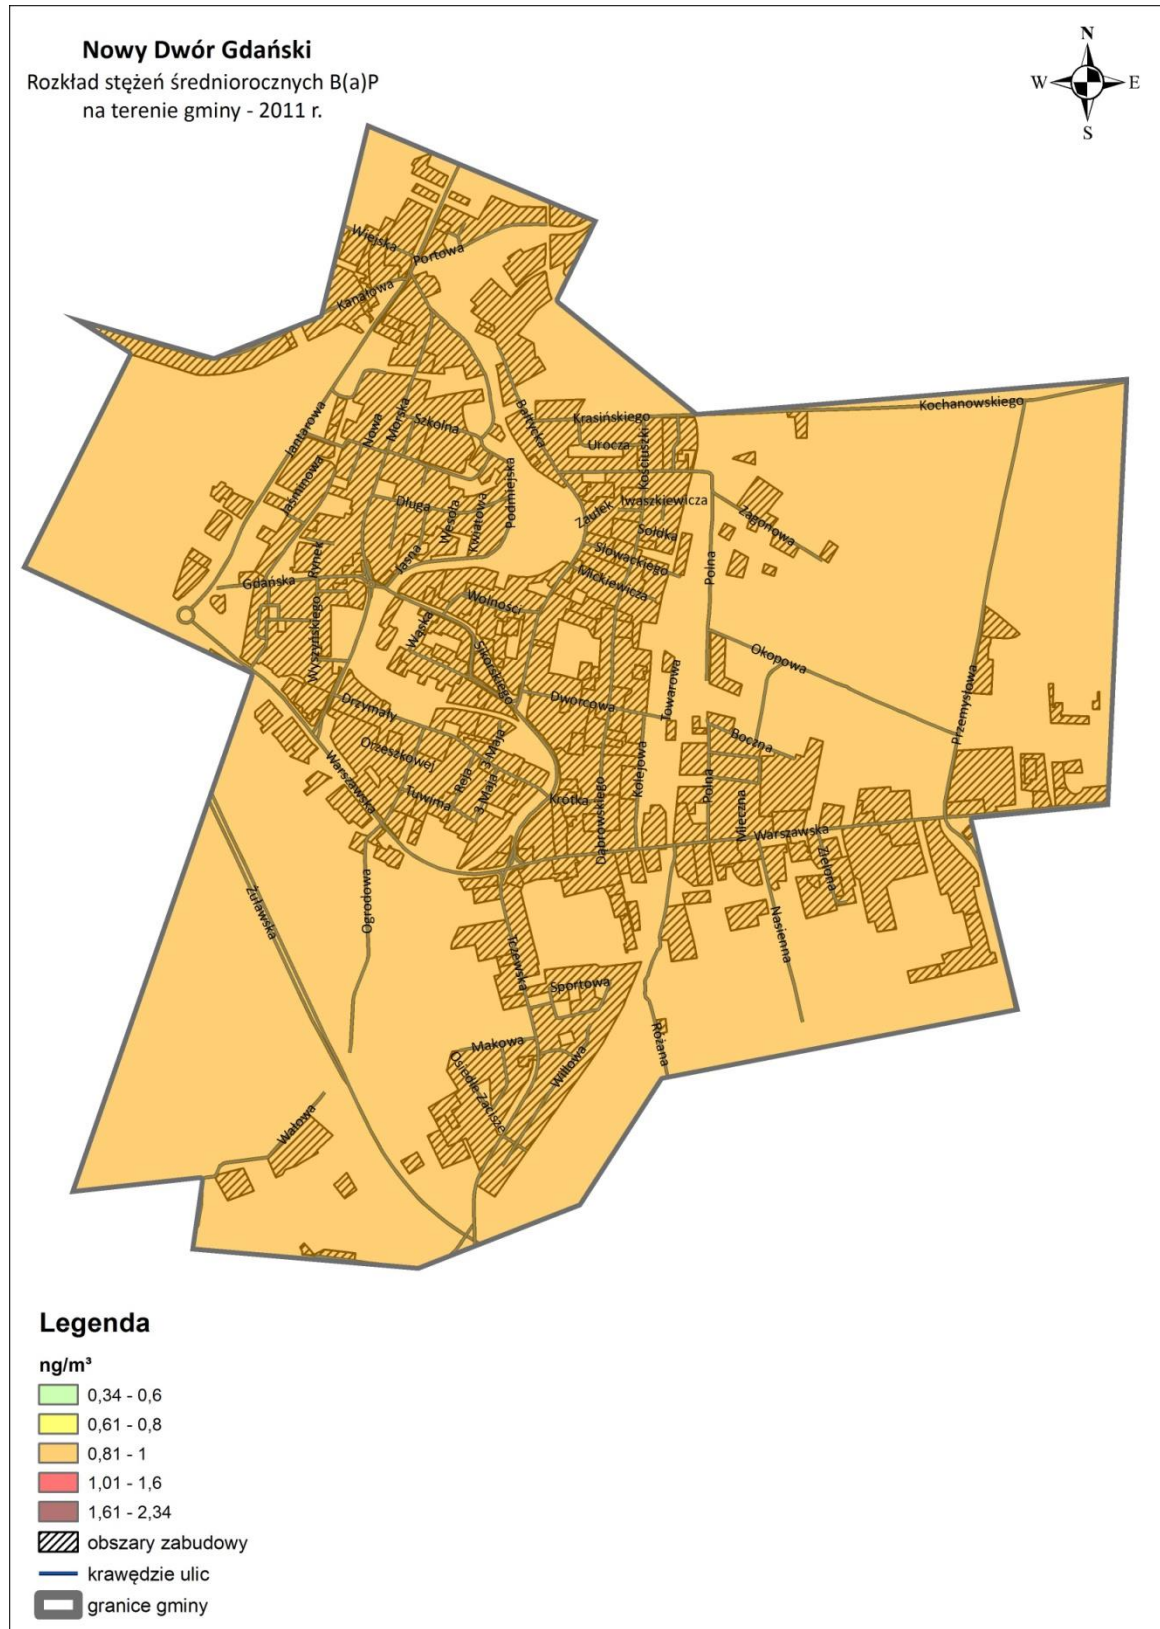 Nowy Dwór Gdański
Rozkład stężeń średniorocznych B(a)P
na terenie gminy - 2011 r.
N
W
E
S
Wiejska
Portowa
Kanałowa
Kochanowskiego
Krasińskiego
Bałtycka
Jantarowa
Nowa
Morska
Szkolna
Urocza
Kościuszki
Jaśminowa
Podmiejska
Długa
Wesoła
Kwiatowa
Zaułek
Iwaszkiewicza
Zagonowa
Sołdka
Rynek
Jasna
Słowackiego
Polna
Gdańska
Mickiewicza
Wolności
Wyszyńskiego
Wąska
Sikorskiego
Okopowa
Towarowa
Przemysłowa
Drzymały
Dworcowa
Boczna
Orzeszkowej
3 Maja
Kolejowa
Warszawska
Reja
Tuwima
3 Maja
Krótka
Dąbrowskiego
Polna
Mleczna
Warszawska
Zielona
Żuławska
Ogrodowa
Nasienna
Tczewska
Sportowa
Makowa
Różana
Willowa
Osiedle Zacisze
Wałowa
Legenda
ng/m³
0,34 - 0,6
0,61 - 0,8
0,81 - 1
1,01 - 1,6
1,61 - 2,34
obszary zabudowy
krawędzie ulic
granice gminy